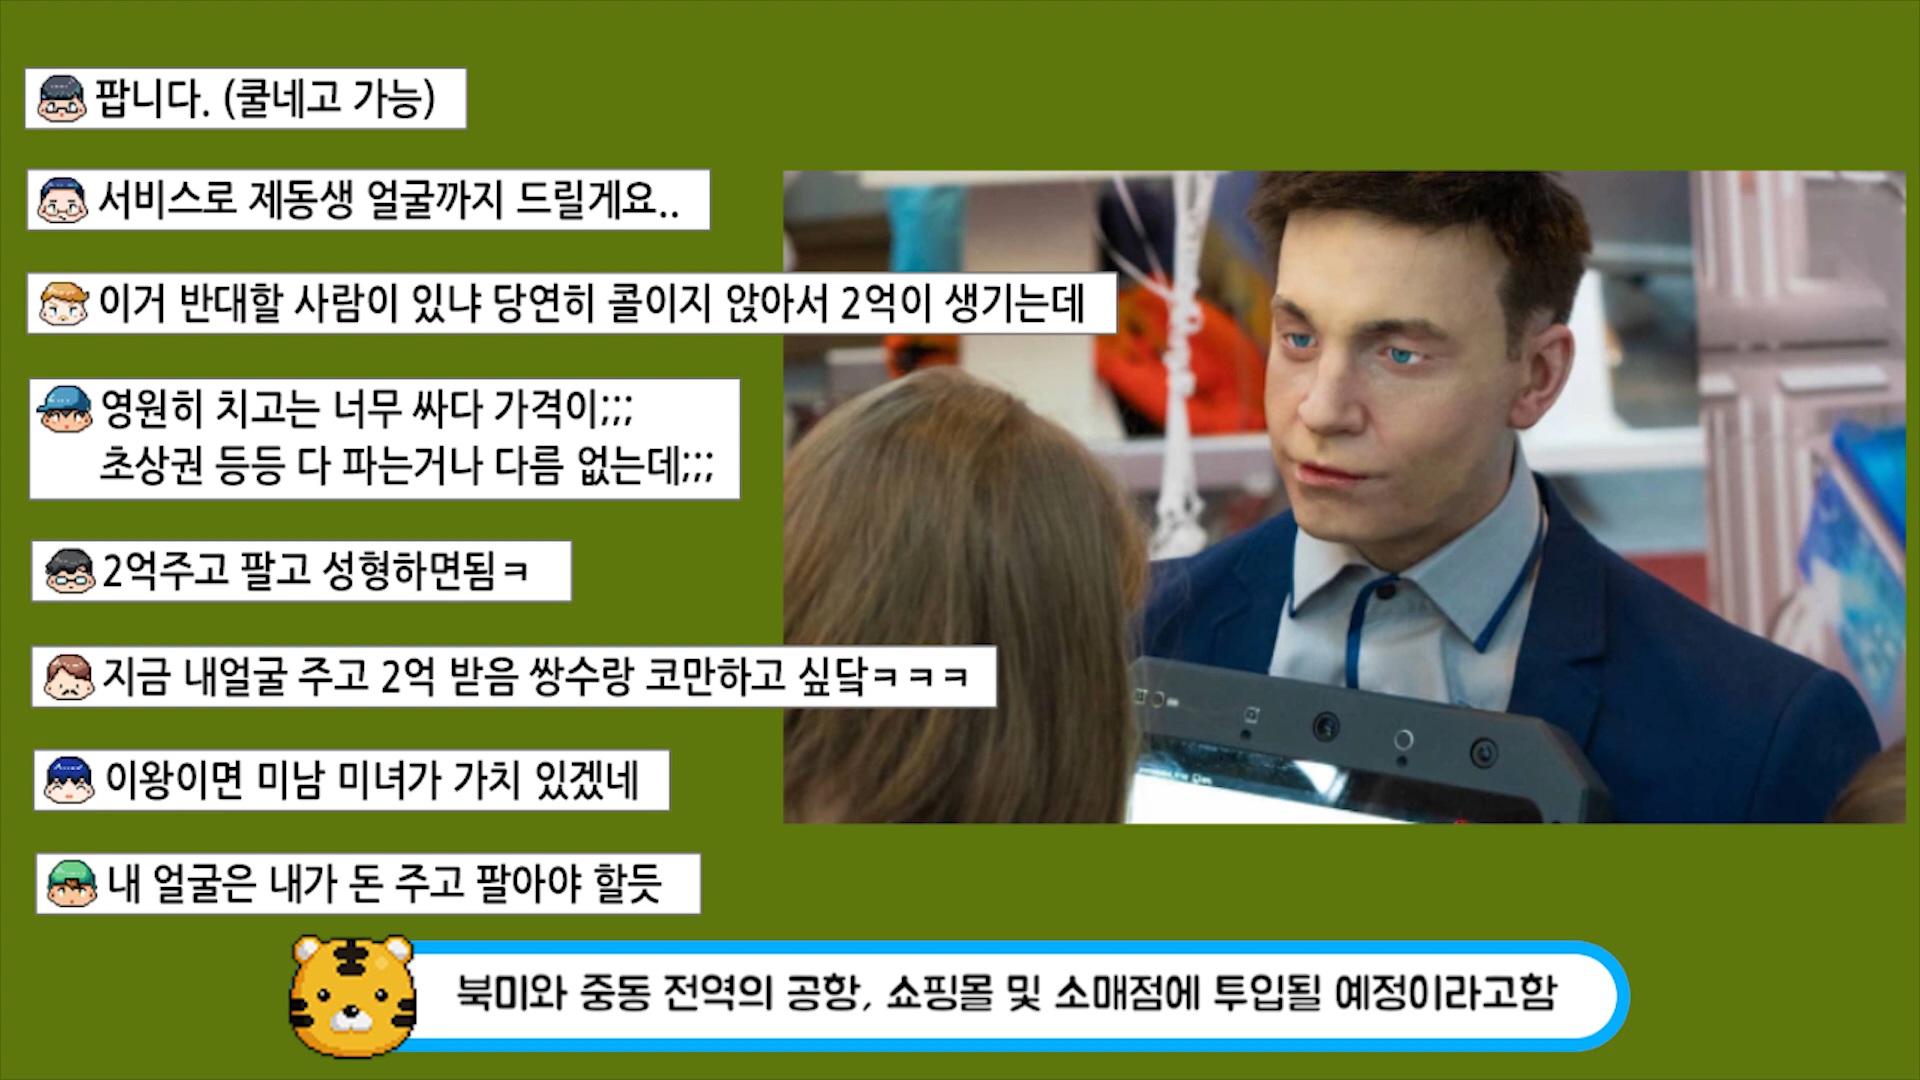 팝니다. (쿨네고 가능)
서비스로 제동생 얼굴까지 드릴게요..
이거 반대할 사람이 있냐 당연히 콜이지 앉아서 2억이 생기는데
영원히 치고는 너무 싸다 가격이;;;
초상권 등등 다 파는거나 다름 없는데;;;
2억주고 팔고 성형하면됨ㅋ
지금 내얼굴 주고 2억 받음 쌍수랑 코만하고 싶닼ㅋㅋㅋ
이왕이면 미남 미녀가 가치 있겠네
내 얼굴은 내가 돈 주고 팔아야 할듯
북미와 중동 전역의 공항, 쇼핑몰 및 소매점에 투입될 예정이라고함